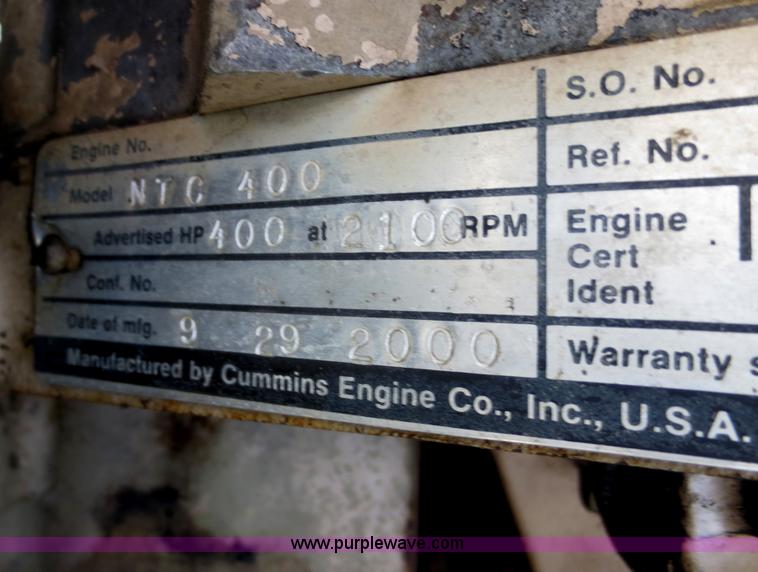 Engine No.
Model NTC 400
Advertised HP 400 at 2100 RPM
Conf. No.
Date of mfg. 9 29 2000
Manufactured by Cummins Engine Co., Inc., U.S.A.
S.O. No.
Ref. No.
Engine
Cert
Ident
Warranty
www.purplewave.com